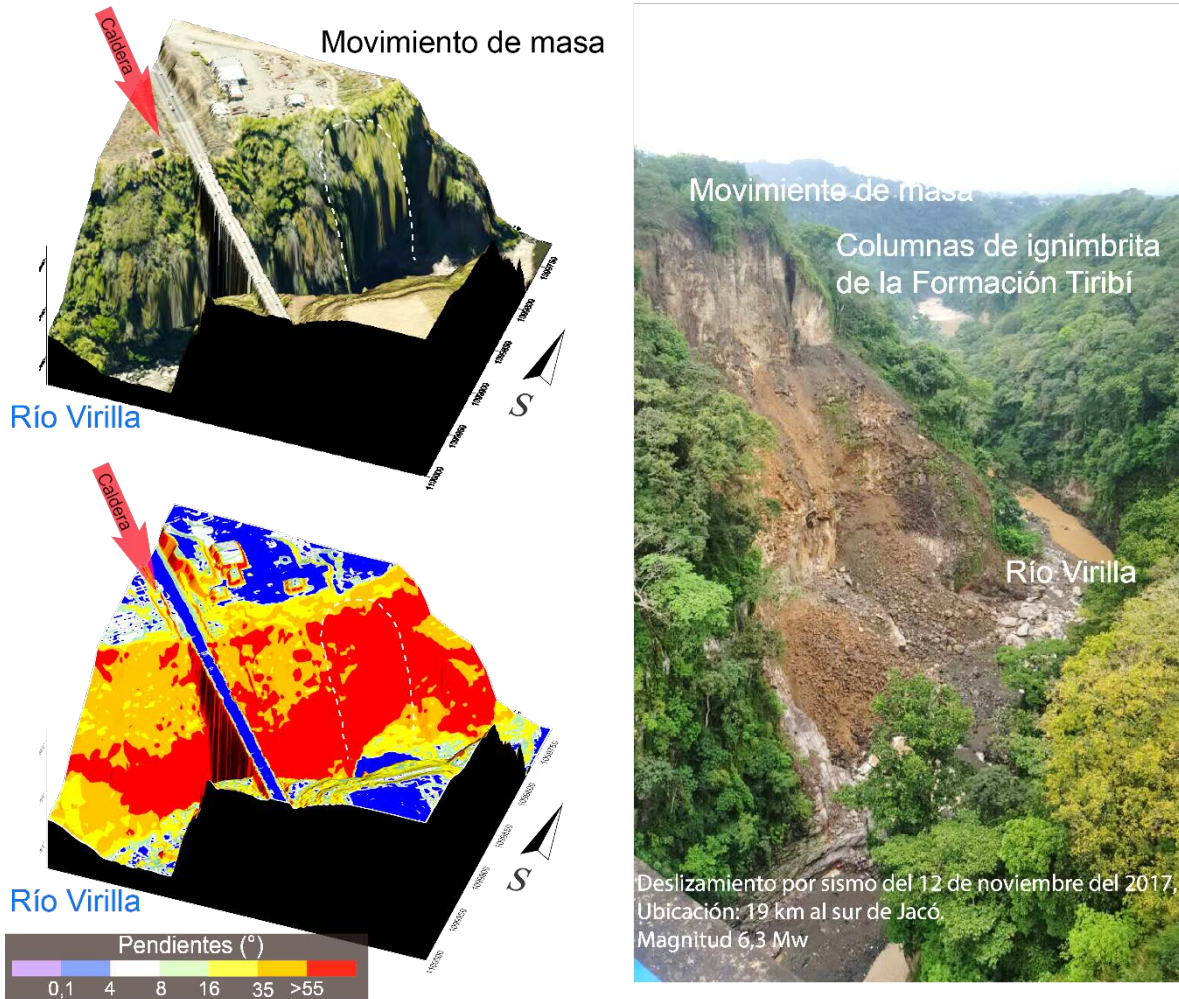 Caldera
Movimiento de masa
Río Virilla
S
Caldera
Río Virilla
S
Pendientes (°)
0,1 4 8 16 35 >55
Movimiento de masa
Columnas de ignimbrita
de la Formación Tiribí
Río Virilla
Deslizamiento por sismo del 12 de noviembre del 2017,
Ubicación: 19 km al sur de Jacó.
Magnitud 6,3 Mw